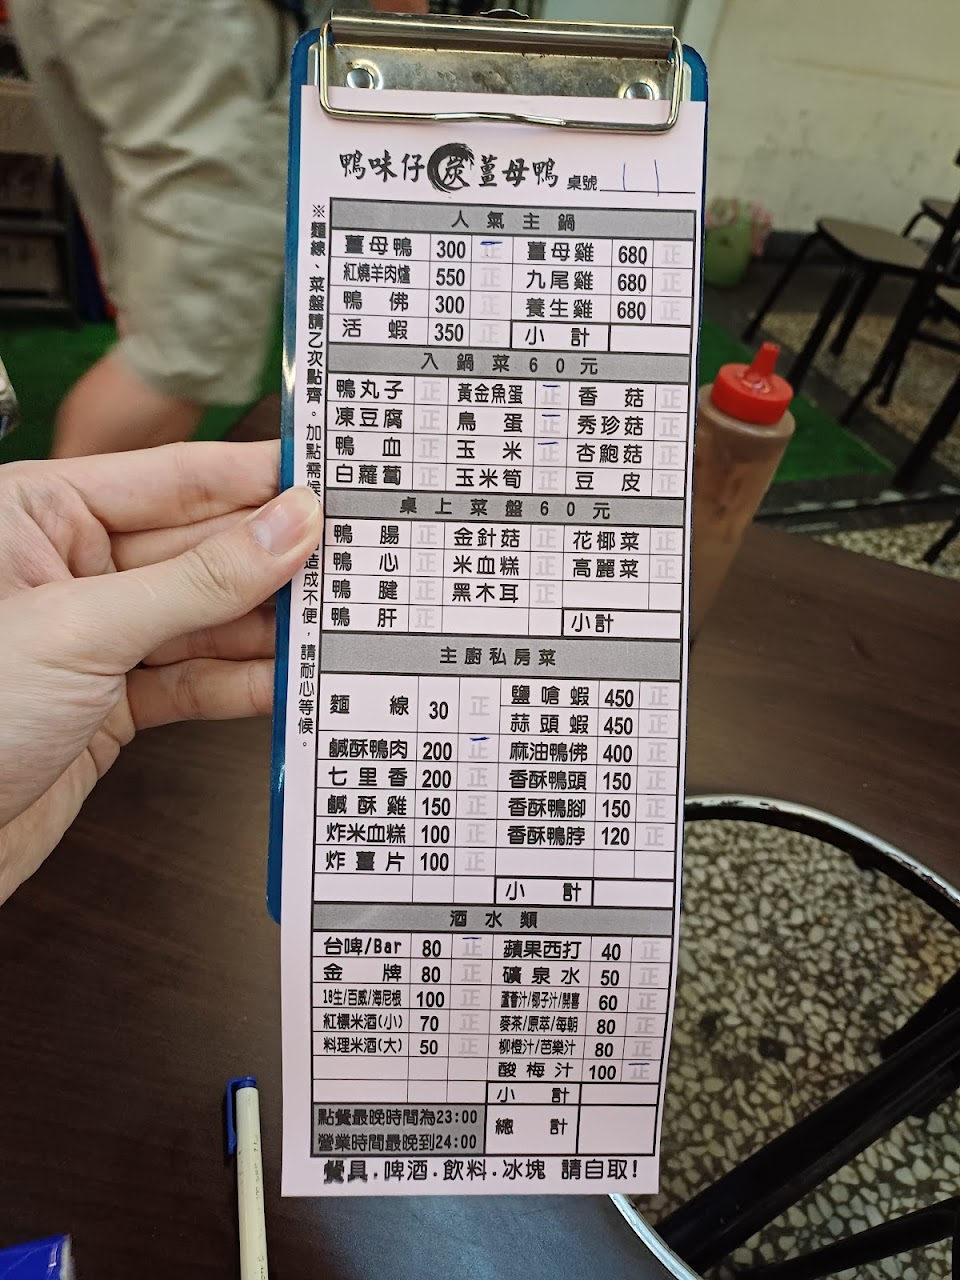 鴨味仔 炭 薑母鴨 桌號 11
※麵線、菜盤請乙次點齊。加點需候 造成不便，請耐心等候。
人氣主鍋
薑母鴨 300 正 薑母雞 680 正
紅燒羊肉爐 550 正 九尾雞 680 正
鴨佛 300 正 養生雞 680 正
活蝦 350 正 小計
入鍋菜60元
鴨丸子 正 黃金魚蛋 正 香菇 正
凍豆腐 正 鳥蛋 正 秀珍菇 正
鴨血 正 玉米 正 杏鮑菇 正
白蘿蔔 正 玉米筍 正 豆皮 正
桌上菜盤60元
鴨腸 正 金針菇 正 花椰菜 正
鴨心 正 米血糕 正 高麗菜 正
鴨腱 正 黑木耳 正
鴨肝 正 小計
主廚私房菜
麵線 30 正 鹽嗆蝦 450 正
蒜頭蝦 450 正
鹹酥鴨肉 200 正 麻油鴨佛 400 正
七里香 200 正 香酥鴨頭 150 正
鹹酥雞 150 正 香酥鴨腳 150 正
炸米血糕 100 正 香酥鴨脖 120 正
炸薑片 100 正
小計
酒水類
台啤/Bar 80 正 蘋果西打 40 正
金牌 80 正 礦泉水 50 正
18生/百威/海尼根 100 正 蘆薈汁/椰子汁/開喜 60 正
紅標米酒(小) 70 正 麥茶/原萃/每朝 80 正
料理米酒(大) 50 正 柳橙汁/芭樂汁 80 正
酸梅汁 100 正
小計
點餐最晚時間為23:00
營業時間最晚到24:00
總計
餐具.啤酒.飲料.冰塊 請自取!